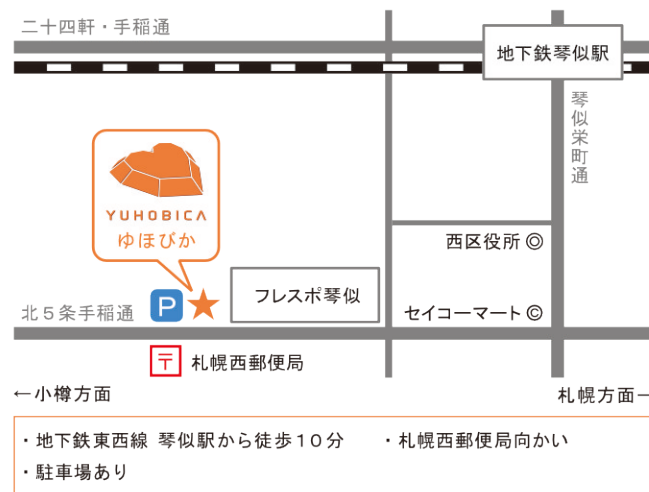 二十四軒・手稲通
地下鉄琴似駅
琴似栄町通
YUHOBICA
ゆほびか
西区役所◎
フレスポ琴似
セイコーマート©
北5条手稲通
P
〒 札幌西郵便局
←小樽方面
札幌方面→
・地下鉄東西線 琴似駅から徒歩10分 ・札幌西郵便局向かい
・駐車場あり